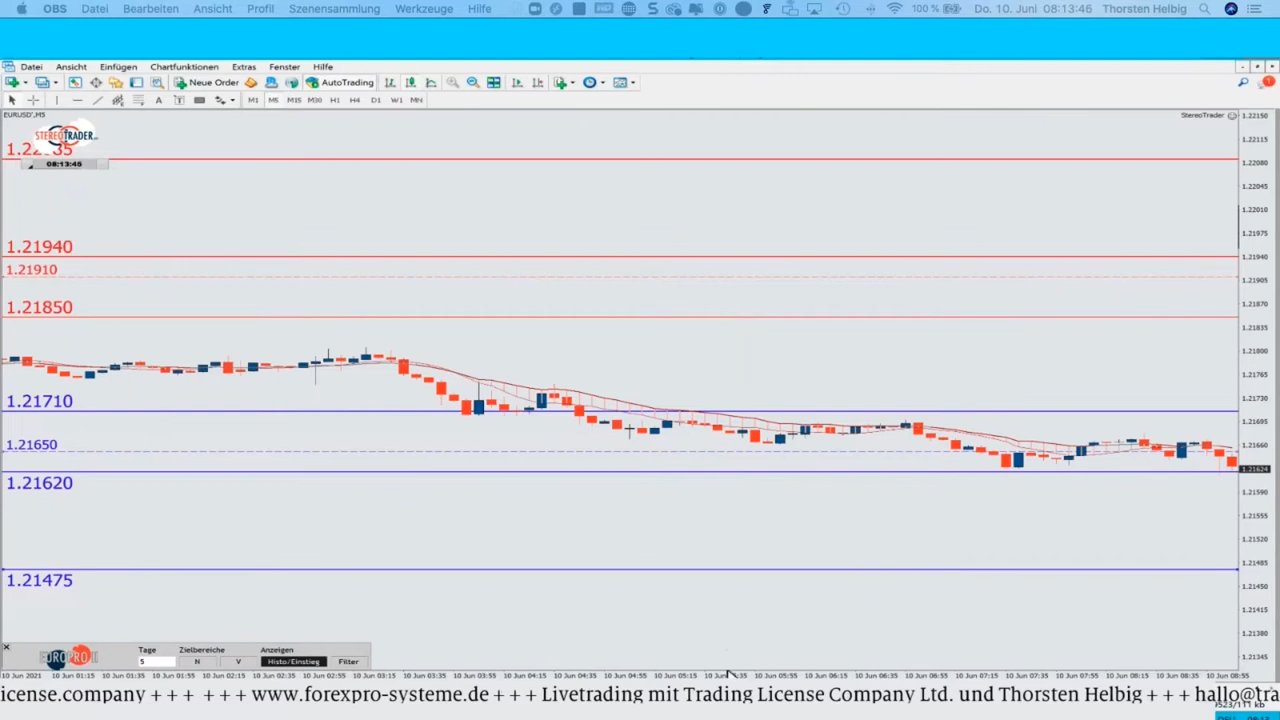 OBS Datei Bearbeiten Ansicht Profil Szenensammlung Werkzeuge Hilfe 100 % Do. 10. Juni 08:13:46 Thorsten Helbig
Datei Ansicht Einfügen Chartfunktionen Extras Fenster Hilfe
Neue Order AutoTrading
A T M1 M5 M15 M30 H1 H4 D1 W1 MN
EURUSD',M5
StereoTrader
STEREOTRADER
08:13:46
1.21940
1.21910
1.21850
1.21710
1.21650
1.21620
1.21475
1.22150
1.22115
1.22080
1.22045
1.22010
1.21975
1.21940
1.21905
1.21870
1.21835
1.21800
1.21765
1.21730
1.21695
1.21660
1.21624
1.21590
1.21555
1.21520
1.21485
1.21450
1.21415
1.21380
1.21345
Tage Zielbereiche Anzeigen
5 N V Histo/Einstieg Filter
10 Jun 2021 10 Jun 01:15 10 Jun 01:35 10 Jun 01:55 10 Jun 02:15 10 Jun 02:35 10 Jun 02:55 10 Jun 03:15 10 Jun 03:35 10 Jun 03:55 10 Jun 04:15 10 Jun 04:35 10 Jun 04:55 10 Jun 05:15 10 Jun 05:55 10 Jun 06:15 10 Jun 06:35 10 Jun 06:55 10 Jun 07:15 10 Jun 07:35 10 Jun 07:55 10 Jun 08:15 10 Jun 08:35 10 Jun 08:55
icense.company +++ +++ www.forexpro-systeme.de +++ Livetrading mit Trading License Company Ltd. und Thorsten Helbig +++ hallo@tra